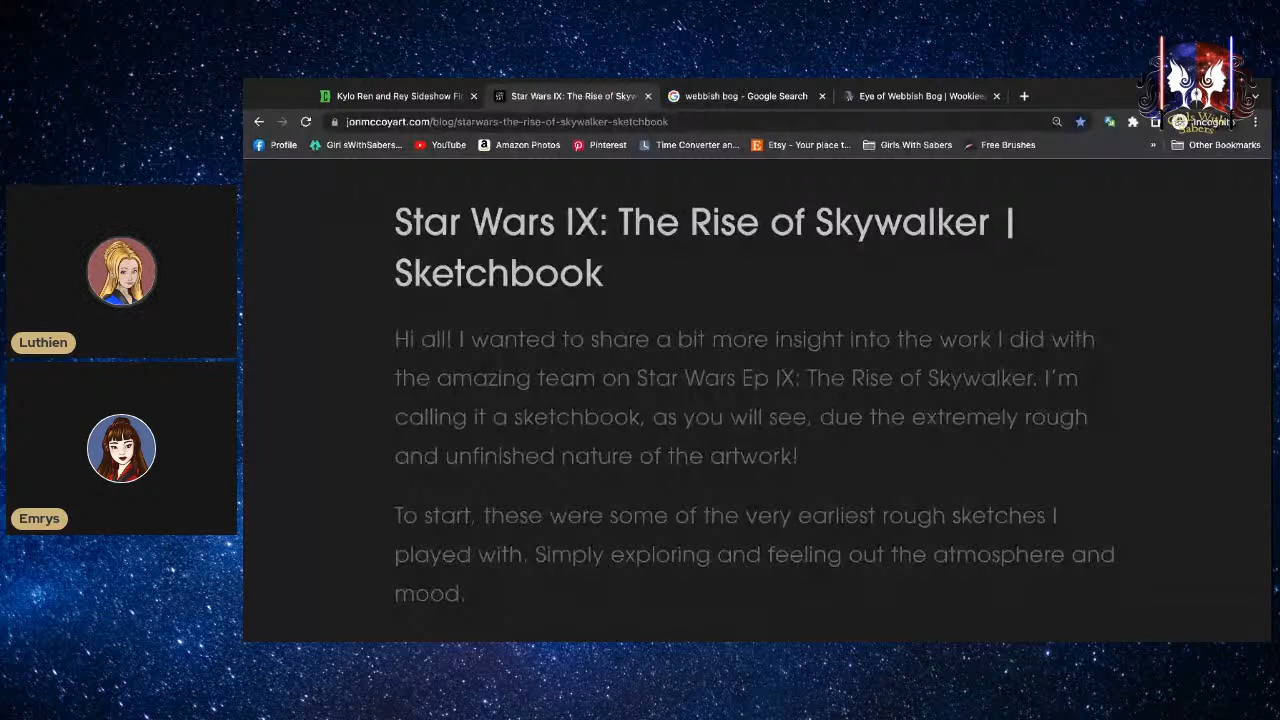 Kylo Ren and Rey Sideshow Fi
Star Wars IX: The Rise of Skyw
webbish bog - Google Search
Eye of Webbish Bog | Wookiee
jonmccoyart.com/blog/starwars-the-rise-of-skywalker-sketchbook
Incognito
Profile
Girl sWithSabers...
YouTube
Amazon Photos
Pinterest
Time Converter an...
Etsy - Your place t...
Girls With Sabers
Free Brushes
»
Other Bookmarks
Girls With
Sabers
Star Wars IX: The Rise of Skywalker |
Sketchbook
Hi all! I wanted to share a bit more insight into the work I did with
the amazing team on Star Wars Ep IX: The Rise of Skywalker. I’m
calling it a sketchbook, as you will see, due the extremely rough
and unfinished nature of the artwork!
To start, these were some of the very earliest rough sketches I
played with. Simply exploring and feeling out the atmosphere and
mood.
Luthien
Emrys